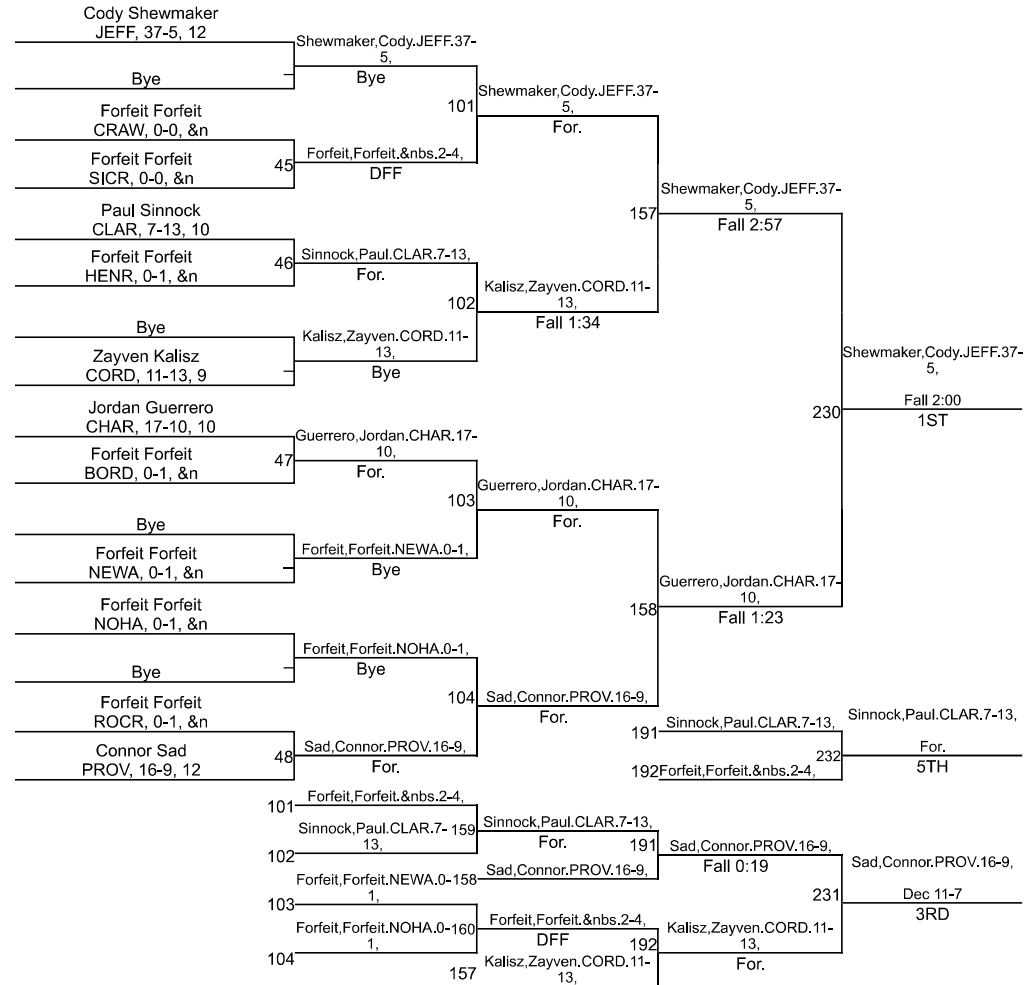 Cody Shewmaker
JEFF, 37-5, 12
Bye
Forfeit Forfeit
CRAW, 0-0, &n
Forfeit Forfeit
SICR, 0-0, &n
Paul Sinnock
CLAR, 7-13, 10
Forfeit Forfeit
HENR, 0-1, &n
Bye
Zayven Kalisz
CORD, 11-13, 9
Jordan Guerrero
CHAR, 17-10, 10
Forfeit Forfeit
BORD, 0-1, &n
Bye
Forfeit Forfeit
NEWA, 0-1, &n
Forfeit Forfeit
NOHA, 0-1, &n
Bye
Forfeit Forfeit
ROCR, 0-1, &n
Connor Sad
PROV, 16-9, 12
Shewmaker,Cody.JEFF.37-
5,
Bye
45
Forfeit,Forfeit.&nbs.2-4,
DFF
46
Sinnock,Paul.CLAR.7-13,
For.
Kalisz,Zayven.CORD.11-
13,
Bye
47
Guerrero,Jordan.CHAR.17-
10,
For.
Forfeit,Forfeit.NEWA.0-1,
Bye
Forfeit,Forfeit.NOHA.0-1,
Bye
48
Sad,Connor.PROV.16-9,
For.
101
Shewmaker,Cody.JEFF.37-
5,
For.
102
Kalisz,Zayven.CORD.11-
13,
Fall 1:34
103
Guerrero,Jordan.CHAR.17-
10,
For.
104
Sad,Connor.PROV.16-9,
For.
157
Shewmaker,Cody.JEFF.37-
5,
Fall 2:57
158
Guerrero,Jordan.CHAR.17-
10,
Fall 1:23
230
Shewmaker,Cody.JEFF.37-
5,
Fall 2:00
1ST
191
Sinnock,Paul.CLAR.7-13,
192
Forfeit,Forfeit.&nbs.2-4,
232
Sinnock,Paul.CLAR.7-13,
For.
5TH
101
Forfeit,Forfeit.&nbs.2-4,
102
Sinnock,Paul.CLAR.7-
13,
103
Forfeit,Forfeit.NEWA.0-
1,
104
Forfeit,Forfeit.NOHA.0-
1,
159
Sinnock,Paul.CLAR.7-13,
For.
158
Sad,Connor.PROV.16-9,
160
Forfeit,Forfeit.&nbs.2-4,
DFF
157
Kalisz,Zayven.CORD.11-
13,
191
Sad,Connor.PROV.16-9,
Fall 0:19
192
Kalisz,Zayven.CORD.11-
13,
For.
231
Sad,Connor.PROV.16-9,
Dec 11-7
3RD